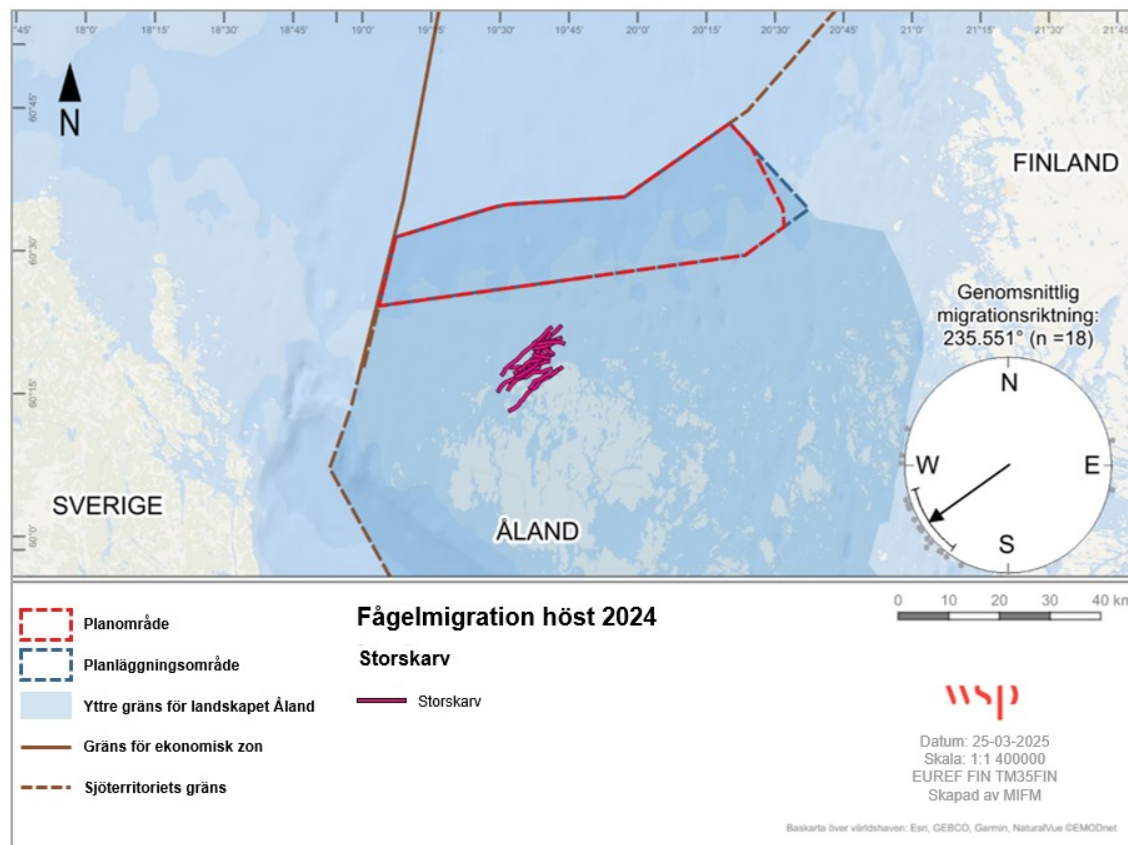 °45' 18°0' 18°15' 18°30' 18°45' 19°0' 19°15' 19°30' 19°45' 20°0' 20°15' 20°30' 20°45' 21°0' 21°15' 21°30' 21°45'
60°45'
60°30'
60°15'
60°0'
N
FINLAND
Genomsnittlig
migrationsriktning:
235.551° (n =18)
N
W
E
S
SVERIGE
ÅLAND
Planområde
Planläggningsområde
Yttre gräns för landskapet Åland
Gräns för ekonomisk zon
Sjöterritoriets gräns
Fågelmigration höst 2024
Storskarv
Storskarv
0 10 20 30 40 km
wsp
Datum: 25-03-2025
Skala: 1:1 400000
EUREF FIN TM35FIN
Skapad av MIFM
Baskarta över världshaven: Esri, GEBCO, Garmin, NaturalVue ©EMODnet